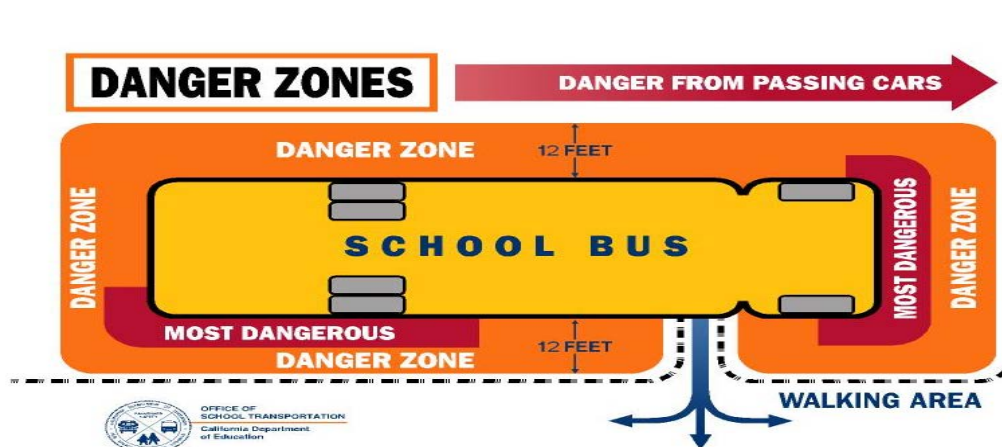 DANGER ZONES
DANGER FROM PASSING CARS
DANGER ZONE
12 FEET
DANGER ZONE
SCHOOL BUS
MOST DANGEROUS
DANGER ZONE
MOST DANGEROUS
DANGER ZONE
12 FEET
WALKING AREA
OFFICE OF
SCHOOL TRANSPORTATION
California Department
of Education